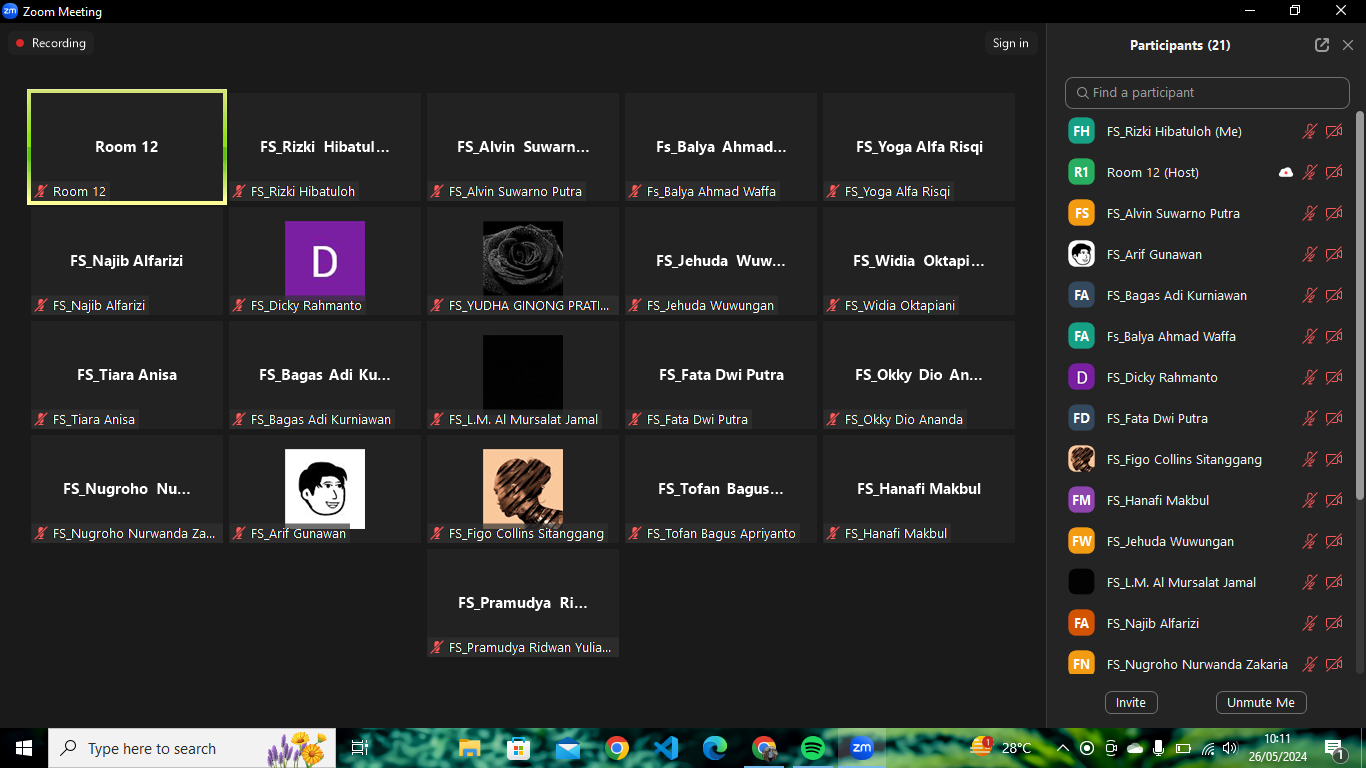 zm Zoom Meeting
Recording
Sign in
Room 12
Room 12
FS_Rizki Hibatul...
FS_Rizki Hibatuloh
FS_Alvin Suwarn...
FS_Alvin Suwarno Putra
Fs_Balya Ahmad...
Fs_Balya Ahmad Waffa
FS_Yoga Alfa Risqi
FS_Yoga Alfa Risqi
FS_Najib Alfarizi
FS_Najib Alfarizi
D
FS_Dicky Rahmanto
FS_YUDHA GINONG PRATI...
FS_Jehuda Wuw...
FS_Jehuda Wuwungan
FS_Widia Oktapi...
FS_Widia Oktapiani
FS_Tiara Anisa
FS_Tiara Anisa
FS_Bagas Adi Ku...
FS_Bagas Adi Kurniawan
FS_L.M. Al Mursalat Jamal
FS_Fata Dwi Putra
FS_Fata Dwi Putra
FS_Okky Dio An...
FS_Okky Dio Ananda
FS_Nugroho Nu...
FS_Nugroho Nurwanda Za...
FS_Arif Gunawan
FS_Figo Collins Sitanggang
FS_Tofan Bagus...
FS_Tofan Bagus Apriyanto
FS_Hanafi Makbul
FS_Hanafi Makbul
FS_Pramudya Ri...
FS_Pramudya Ridwan Yulia...
Participants (21)
Find a participant
FH FS_Rizki Hibatuloh (Me)
R1 Room 12 (Host)
FS FS_Alvin Suwarno Putra
FS_Arif Gunawan
FA FS_Bagas Adi Kurniawan
FA Fs_Balya Ahmad Waffa
D FS_Dicky Rahmanto
FD FS_Fata Dwi Putra
FS_Figo Collins Sitanggang
FM FS_Hanafi Makbul
FW FS_Jehuda Wuwungan
FS_L.M. Al Mursalat Jamal
FA FS_Najib Alfarizi
FN FS_Nugroho Nurwanda Zakaria
Invite
Unmute Me
Type here to search
zm
1
28°C
10:11
26/05/2024
1